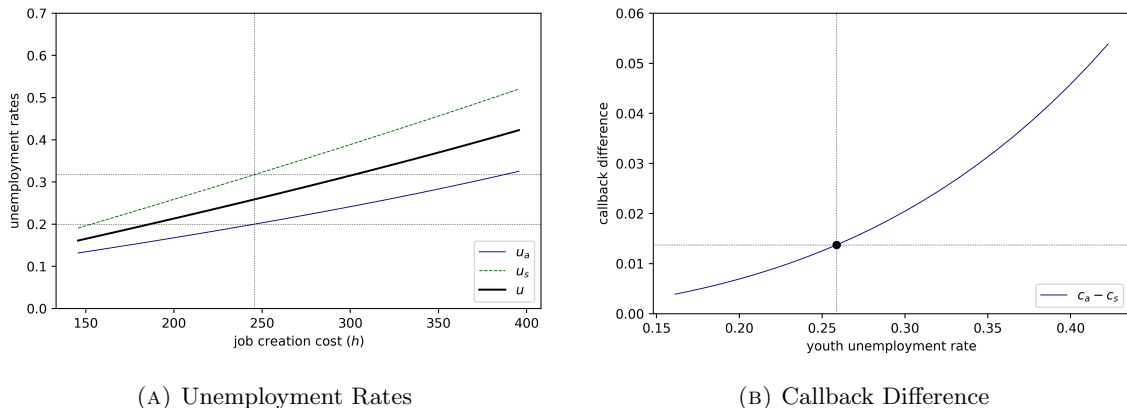 0.7
0.6
0.5
0.4
0.3
0.2
0.1
0.0
unemployment rates
150 200 250 300 350 400
job creation cost (h)
u_a
u_s
u
(A) Unemployment Rates
0.06
0.05
0.04
0.03
0.02
0.01
0.00
callback difference
0.15 0.20 0.25 0.30 0.35 0.40
youth unemployment rate
c_a − c_s
(B) Callback Difference